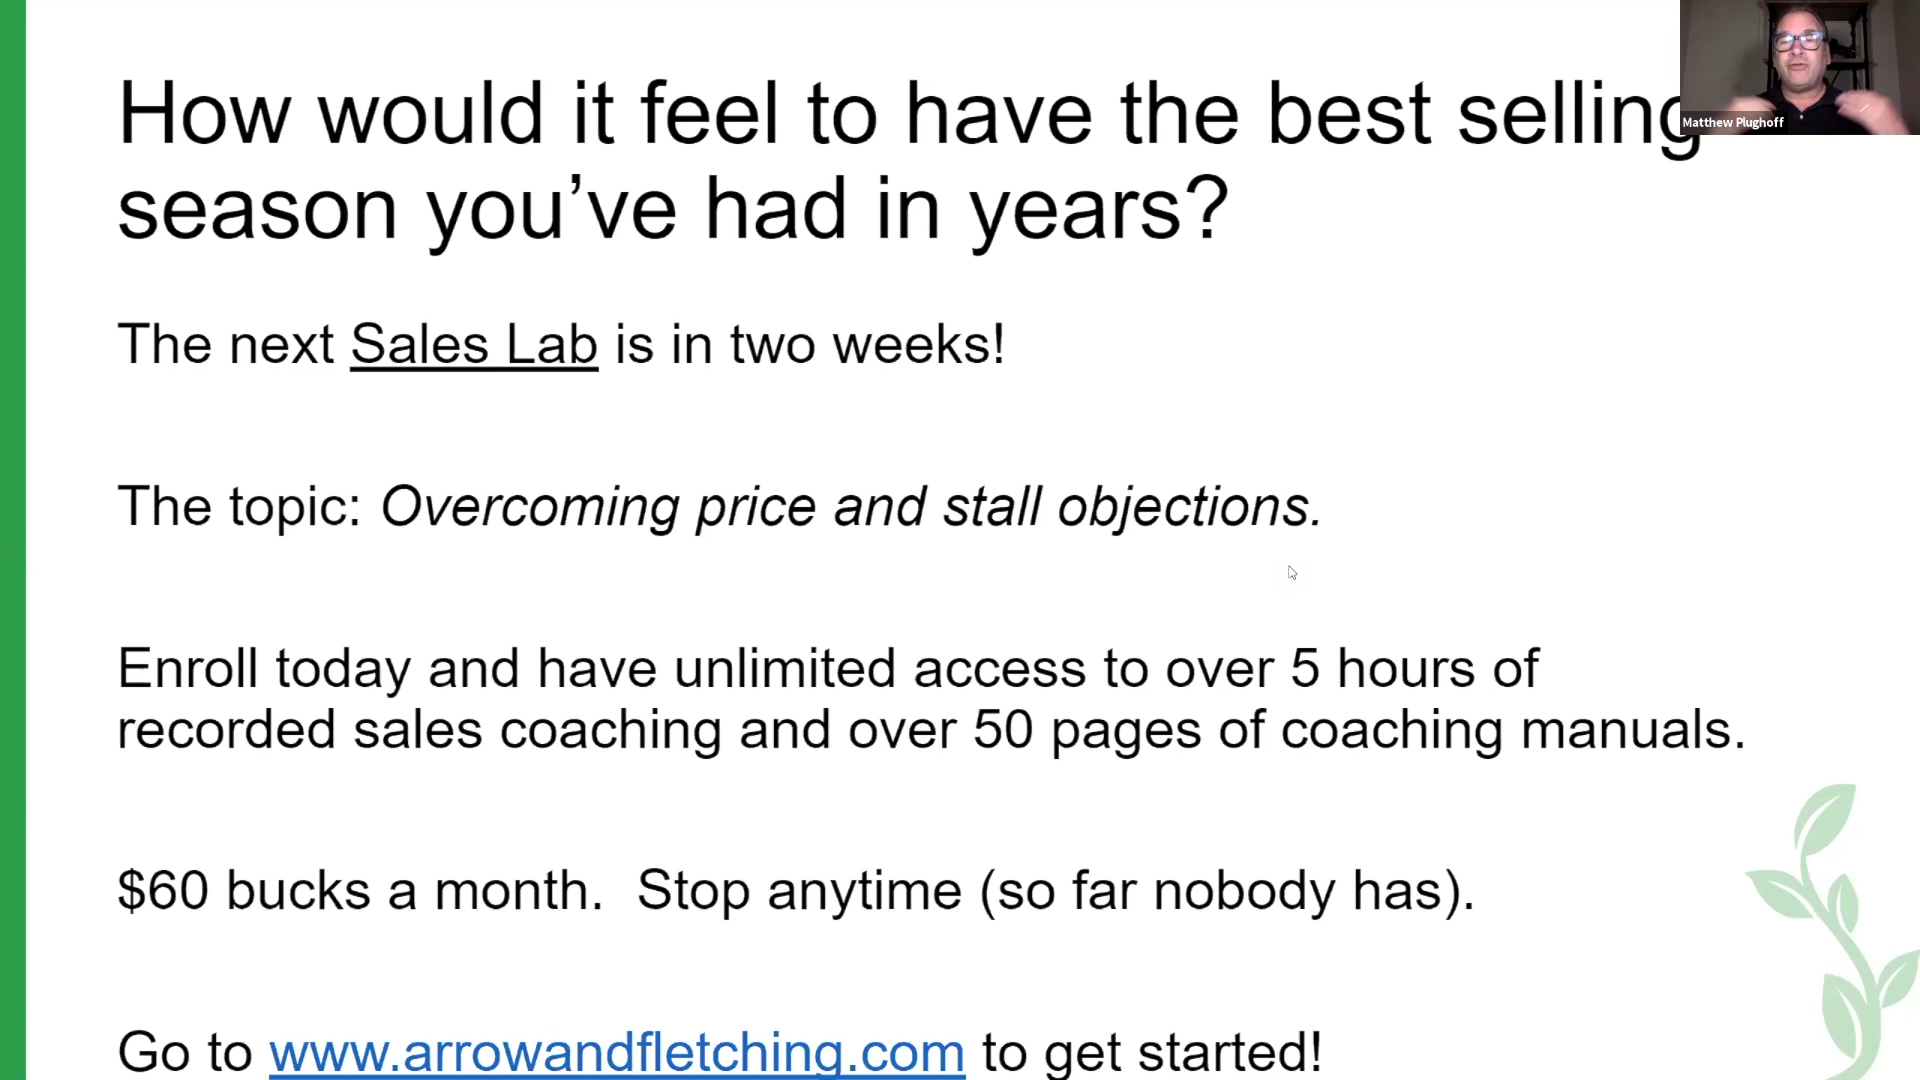 How would it feel to have the best selling
season you’ve had in years?
Matthew Plughoff
The next Sales Lab is in two weeks!
The topic: Overcoming price and stall objections.
Enroll today and have unlimited access to over 5 hours of
recorded sales coaching and over 50 pages of coaching manuals.
$60 bucks a month.  Stop anytime (so far nobody has).
Go to www.arrowandfletching.com to get started!